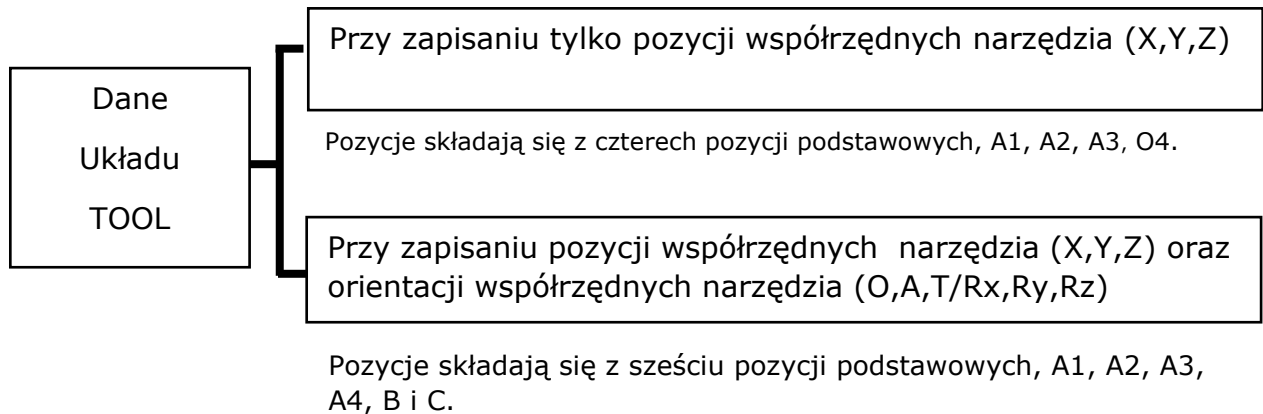 Dane
Układu
TOOL
Przy zapisaniu tylko pozycji współrzędnych narzędzia (X,Y,Z)
Pozycje składają się z czterech pozycji podstawowych, A1, A2, A3, O4.
Przy zapisaniu pozycji współrzędnych narzędzia (X,Y,Z) oraz
orientacji współrzędnych narzędzia (O,A,T/Rx,Ry,Rz)
Pozycje składają się z sześciu pozycji podstawowych, A1, A2, A3,
A4, B i C.